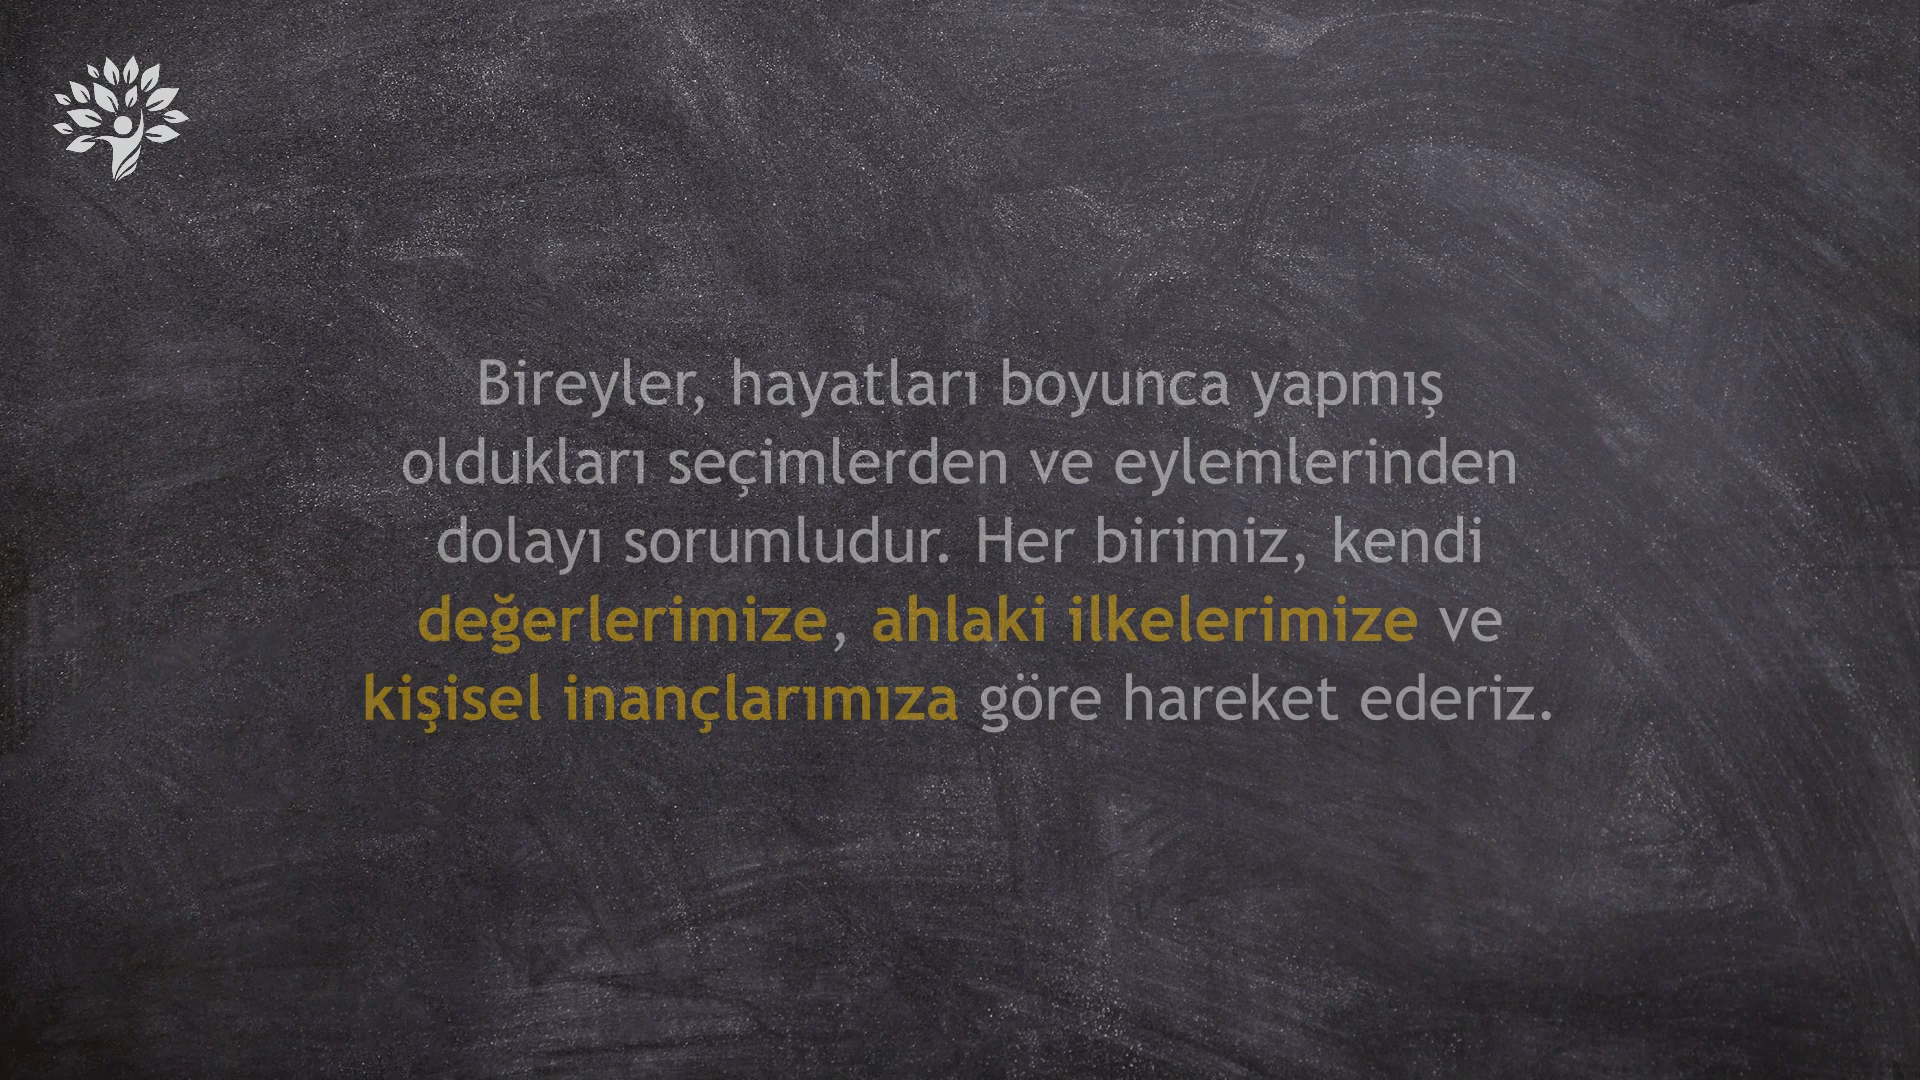 Bireyler, hayatları boyunca yapmış
oldukları seçimlerden ve eylemlerinden
dolayı sorumludur. Her birimiz, kendi
değerlerimize, ahlaki ilkelerimize ve
kişisel inançlarımıza göre hareket ederiz.